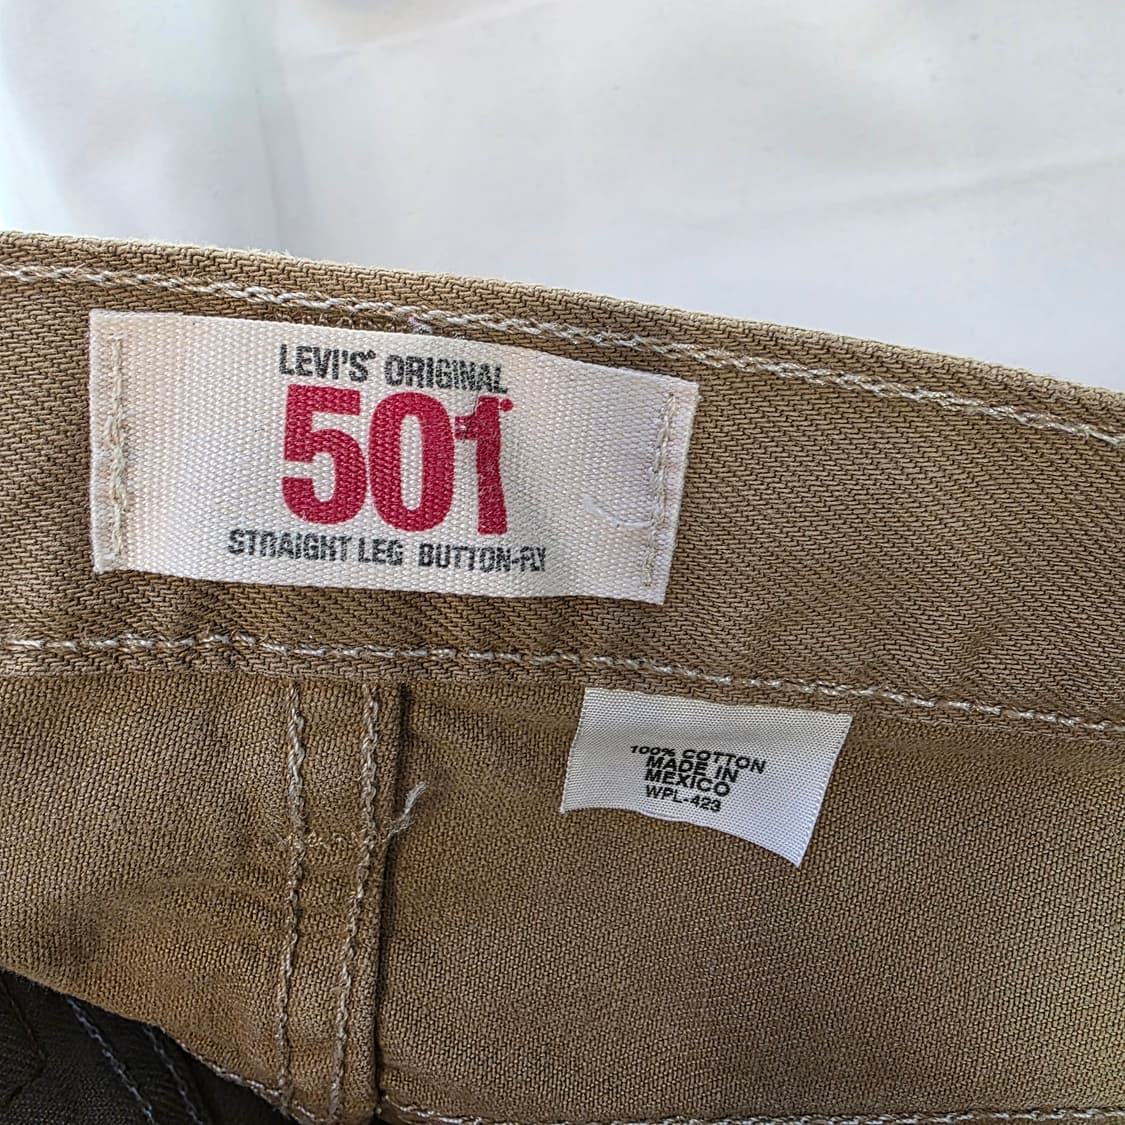 LEVI'S® ORIGINAL
501®
STRAIGHT LEG BUTTON-FLY
100% COTTON
MADE IN
MEXICO
WPL-423